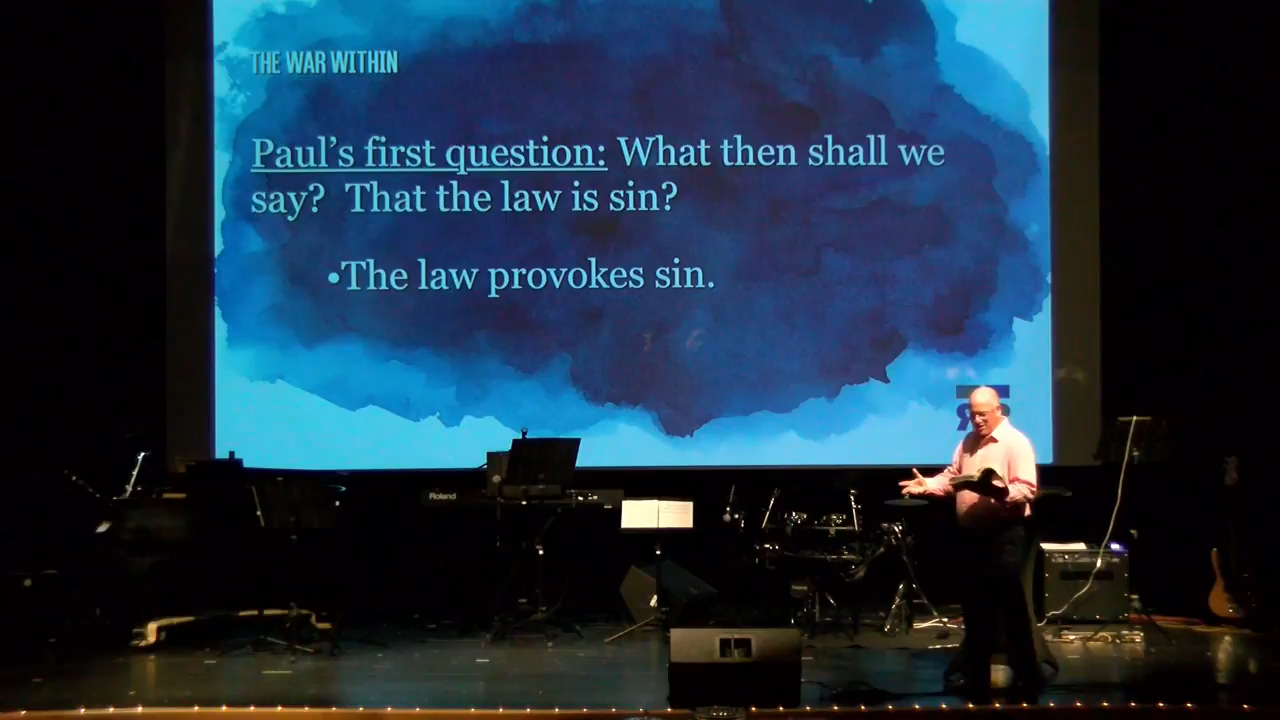 THE WAR WITHIN
Paul's first question: What then shall we
say? That the law is sin?
•The law provokes sin.
Roland